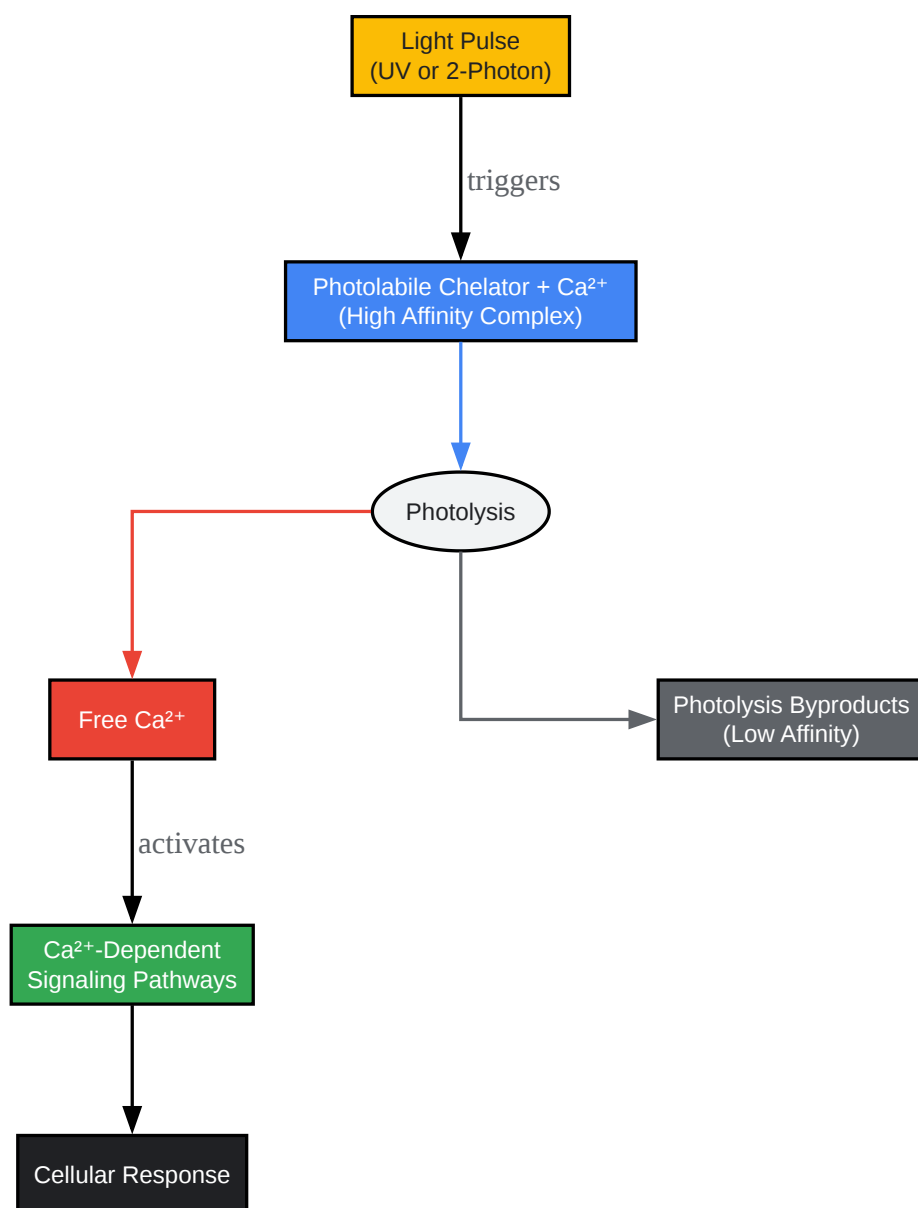 Light Pulse
(UV or 2-Photon)
triggers
Photolabile Chelator + Ca²⁺
(High Affinity Complex)
Photolysis
Free Ca²⁺
Photolysis Byproducts
(Low Affinity)
activates
Ca²⁺-Dependent
Signaling Pathways
Cellular Response